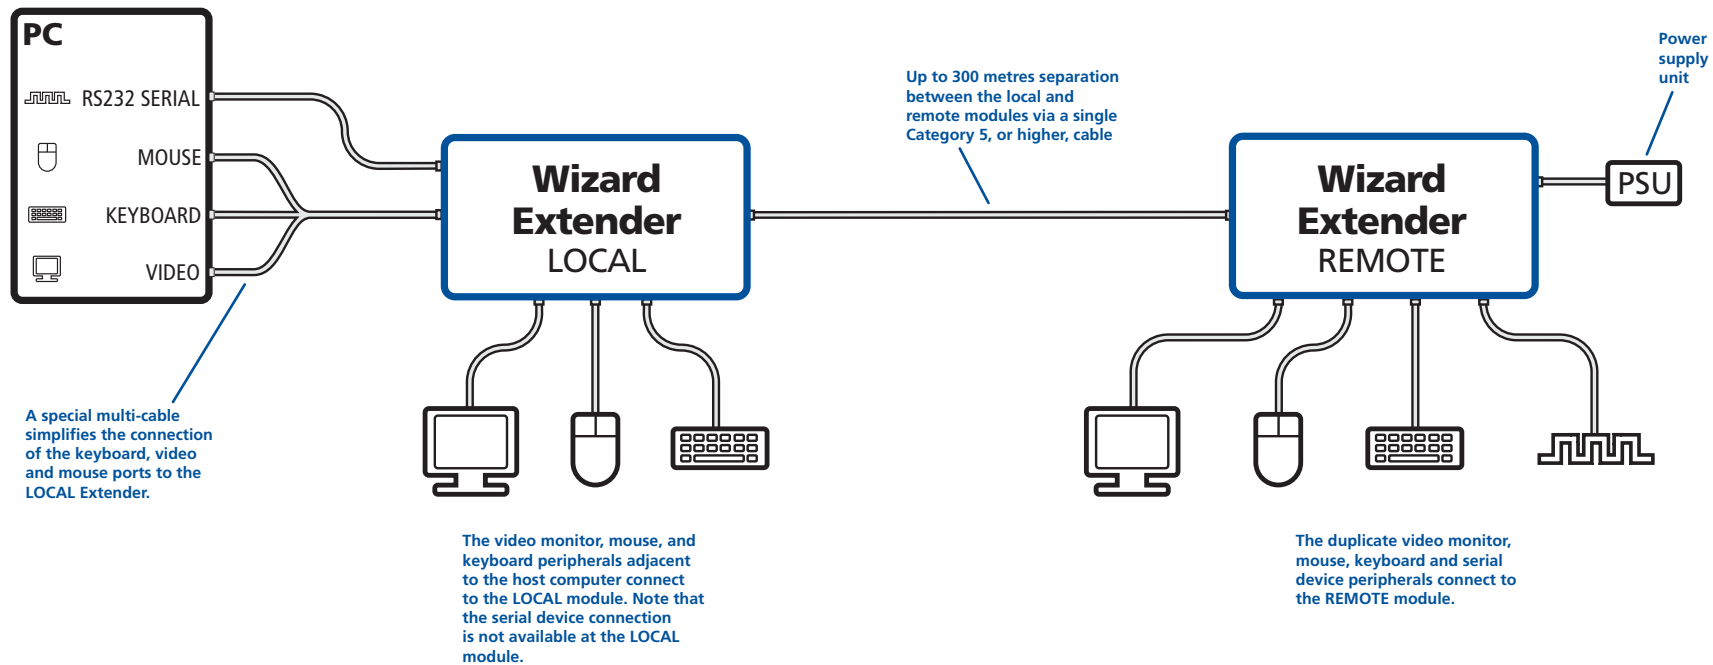 PC
RS232 SERIAL
MOUSE
KEYBOARD
VIDEO
A special multi-cable
simplifies the connection
of the keyboard, video
and mouse ports to the
LOCAL Extender.
Wizard
Extender
LOCAL
The video monitor, mouse, and
keyboard peripherals adjacent
to the host computer connect
to the LOCAL module. Note that
the serial device connection
is not available at the LOCAL
module.
Up to 300 metres separation
between the local and
remote modules via a single
Category 5, or higher, cable
Wizard
Extender
REMOTE
Power
supply
unit
PSU
The duplicate video monitor,
mouse, keyboard and serial
device peripherals connect to
the REMOTE module.